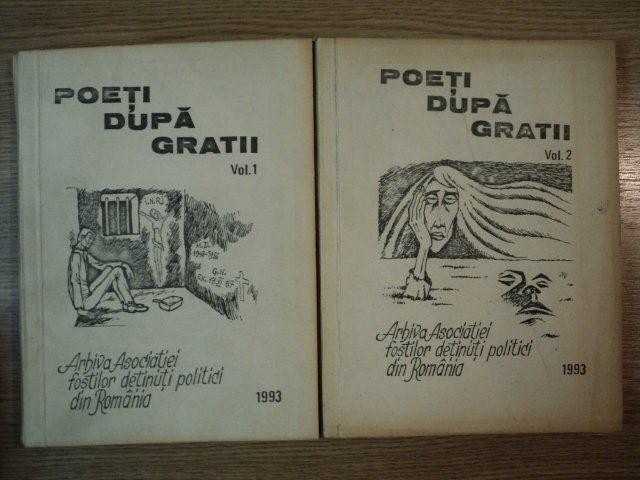 POEȚI
DUPĂ
GRATII
Vol.1
I.N.R.I
M.D.
G.N.
Arhiva Asociației
foștilor deținuți politici
din România
1993
POEȚI
DUPĂ
GRATII
Vol. 2
Arhiva Asociației
foștilor deținuți politici
din România
1993